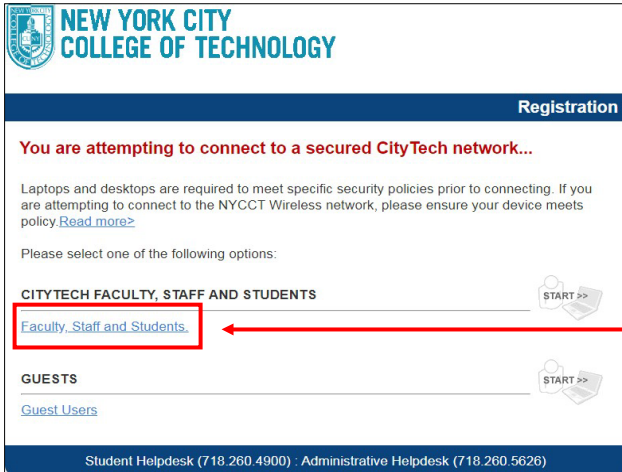 NEW YORK CITY
COLLEGE OF TECHNOLOGY
Registration
You are attempting to connect to a secured CityTech network...
Laptops and desktops are required to meet specific security policies prior to connecting. If you
are attempting to connect to the NYCCT Wireless network, please ensure your device meets
policy.Read more>
Please select one of the following options:
CITYTECH FACULTY, STAFF AND STUDENTS
START >>
Faculty, Staff and Students.
GUESTS
START >>
Guest Users
Student Helpdesk (718.260.4900) : Administrative Helpdesk (718.260.5626)